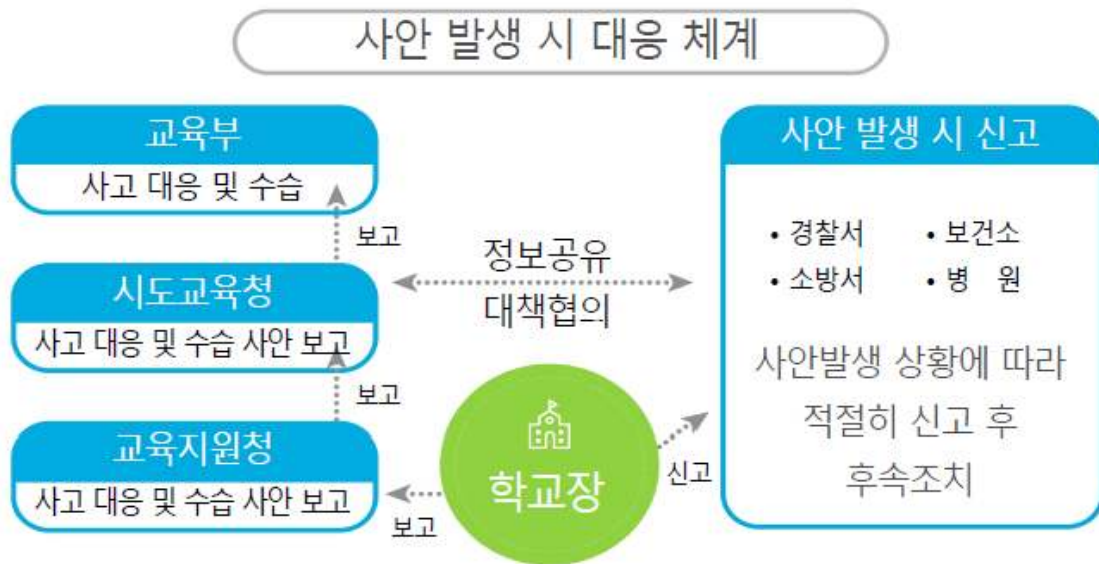 사안 발생 시 대응 체계
교육부
사고 대응 및 수습
보고
시도교육청
사고 대응 및 수습 사안 보고
보고
교육지원청
사고 대응 및 수습 사안 보고
보고
정보공유
대책협의
학교장
신고
사안 발생 시 신고
• 경찰서 • 보건소
• 소방서 • 병 원
사안발생 상황에 따라
적절히 신고 후
후속조치